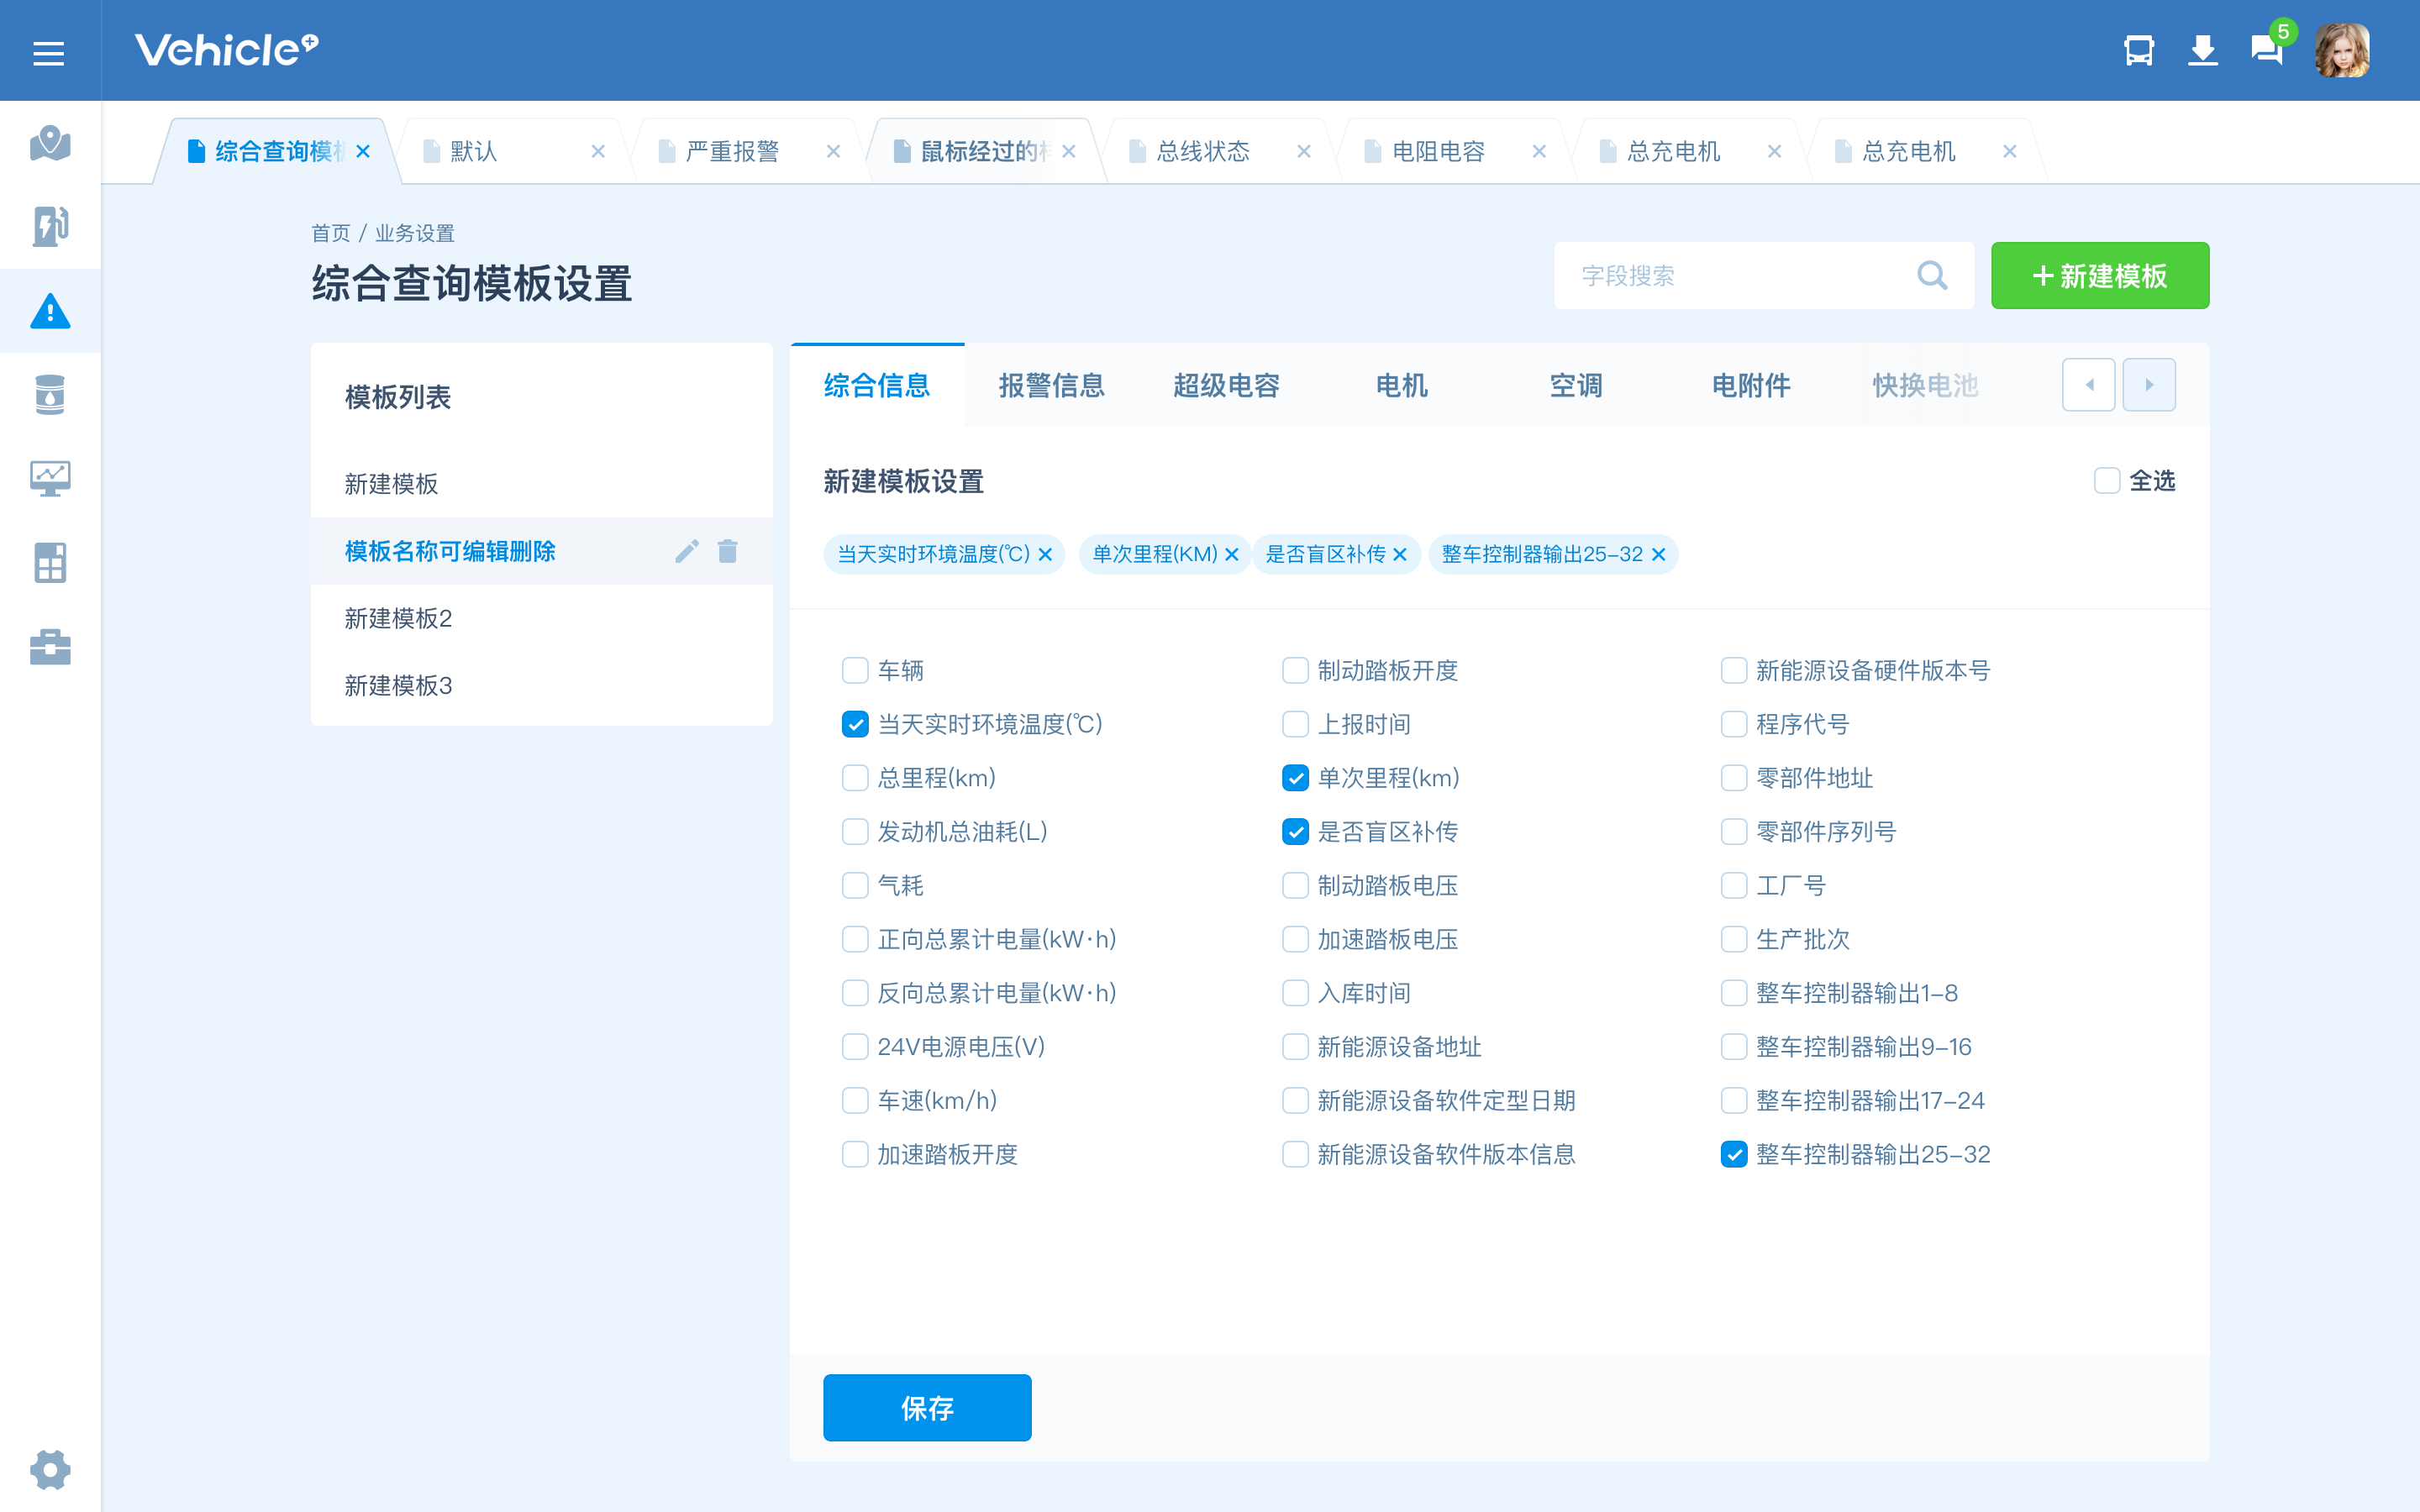 Vehicle+
5
综合查询模板 默认 严重报警 鼠标经过的 总线状态 电阻电容 总充电机 总充电机
首页 / 业务设置
综合查询模板设置
字段搜索
+新建模板
模板列表
新建模板
模板名称可编辑删除
新建模板2
新建模板3
综合信息 报警信息 超级电容 电机 空调 电附件 快换电池
新建模板设置
全选
当天实时环境温度(℃) 单次里程(KM) 是否盲区补传 整车控制器输出25-32
车辆 制动踏板开度 新能源设备硬件版本号
当天实时环境温度(℃) 上报时间 程序代号
总里程(km) 单次里程(km) 零部件地址
发动机总油耗(L) 是否盲区补传 零部件序列号
气耗 制动踏板电压 工厂号
正向总累计电量(kW·h) 加速踏板电压 生产批次
反向总累计电量(kW·h) 入库时间 整车控制器输出1-8
24V电源电压(V) 新能源设备地址 整车控制器输出9-16
车速(km/h) 新能源设备软件定型日期 整车控制器输出17-24
加速踏板开度 新能源设备软件版本信息 整车控制器输出25-32
保存